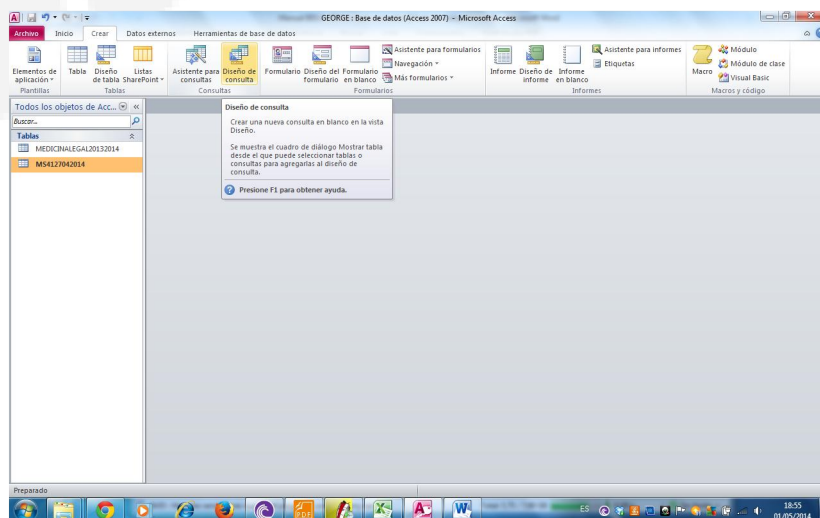 GEORGE : Base de datos (Access 2007) - Microsoft Access
Archivo Inicio Crear Datos externos Herramientas de base de datos
Elementos de aplicación
Tabla
Diseño de tabla
Listas SharePoint
Plantillas
Tablas
Asistente para consultas
Diseño de consulta
Consultas
Formulario
Diseño del formulario
Formulario en blanco
Asistente para formularios
Navegación
Más formularios
Formularios
Informe
Diseño de informe
Informe en blanco
Asistente para informes
Etiquetas
Informes
Macro
Módulo
Módulo de clase
Visual Basic
Macros y código
Todos los objetos de Acc...
Buscar...
Tablas
MEDICINALEGAL20132014
MS4127042014
Diseño de consulta
Crear una nueva consulta en blanco en la vista
Diseño.
Se muestra el cuadro de diálogo Mostrar tabla
desde el que puede seleccionar tablas o
consultas para agregarlas al diseño de
consulta.
Presione F1 para obtener ayuda.
Preparado
ES
18:55
01/05/2014